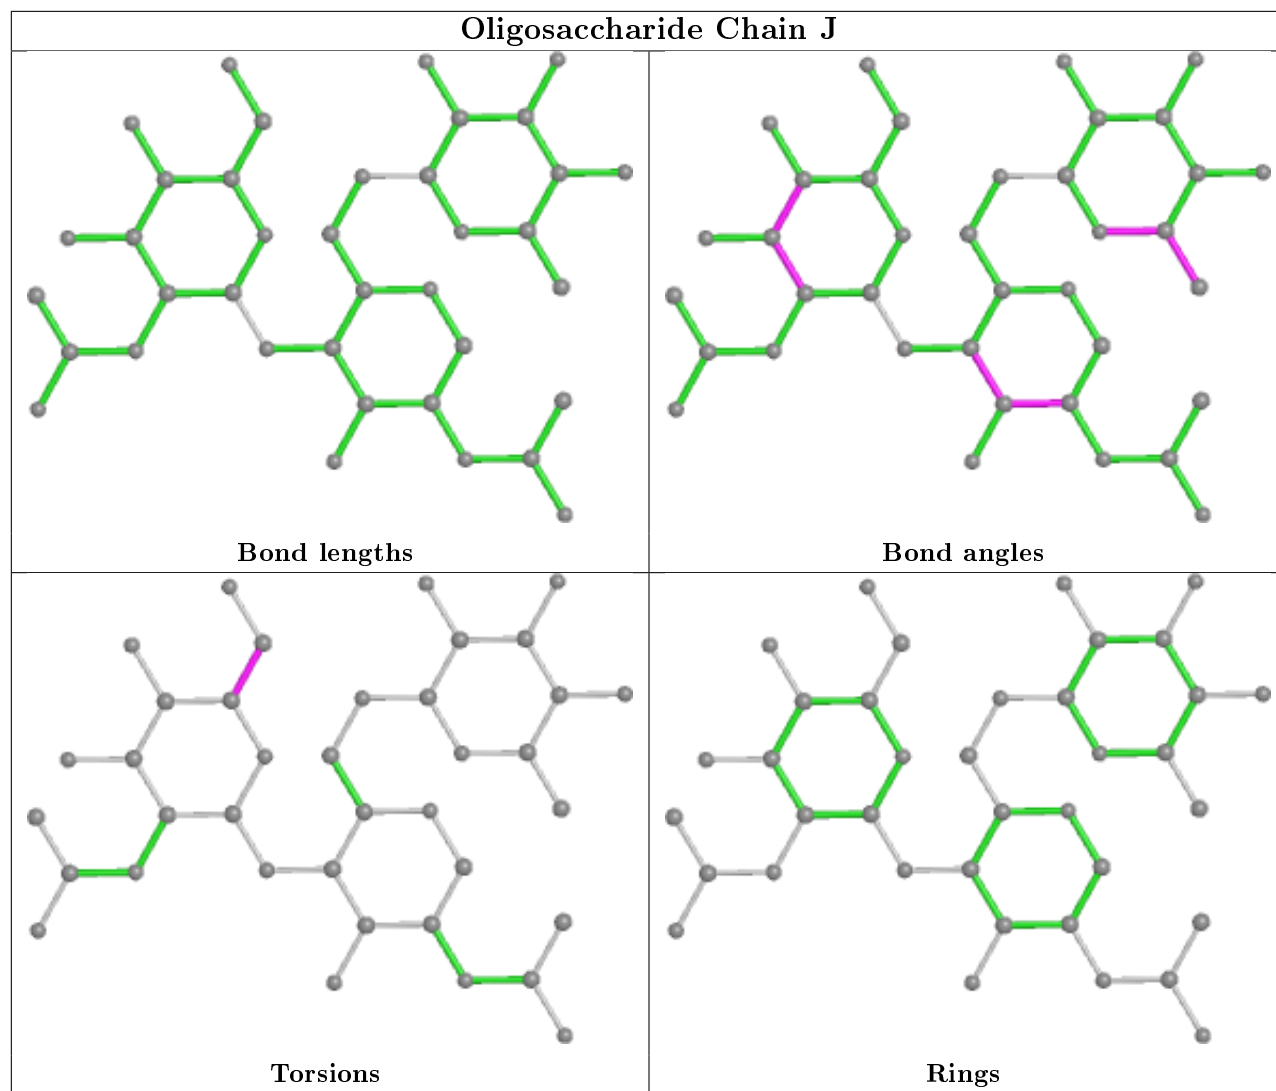 Oligosaccharide Chain J
Bond lengths
Bond angles
Torsions
Rings